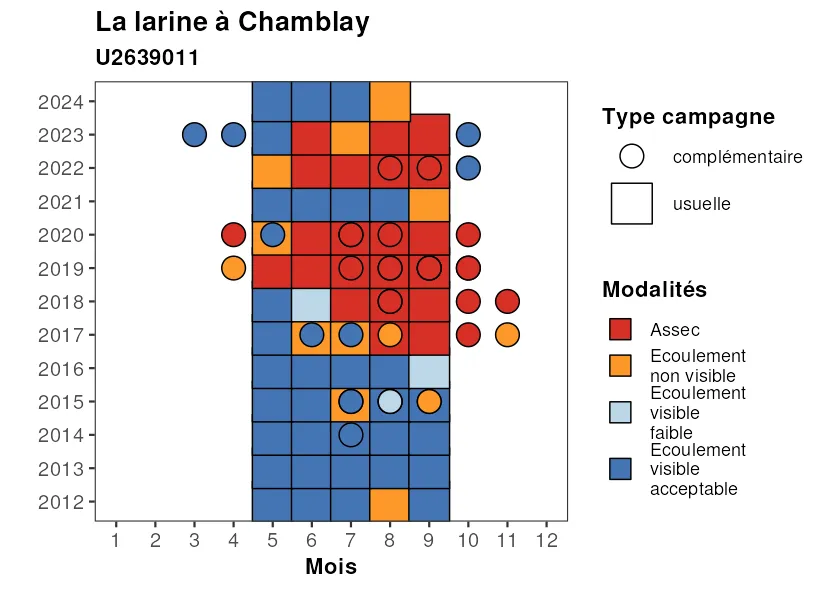 La larine à Chamblay
U2639011
2024
2023
2022
2021
2020
2019
2018
2017
2016
2015
2014
2013
2012
1 2 3 4 5 6 7 8 9 10 11 12
Mois
Type campagne
complémentaire
usuelle
Modalités
Assec
Ecoulement
non visible
Ecoulement
visible
faible
Ecoulement
visible
acceptable